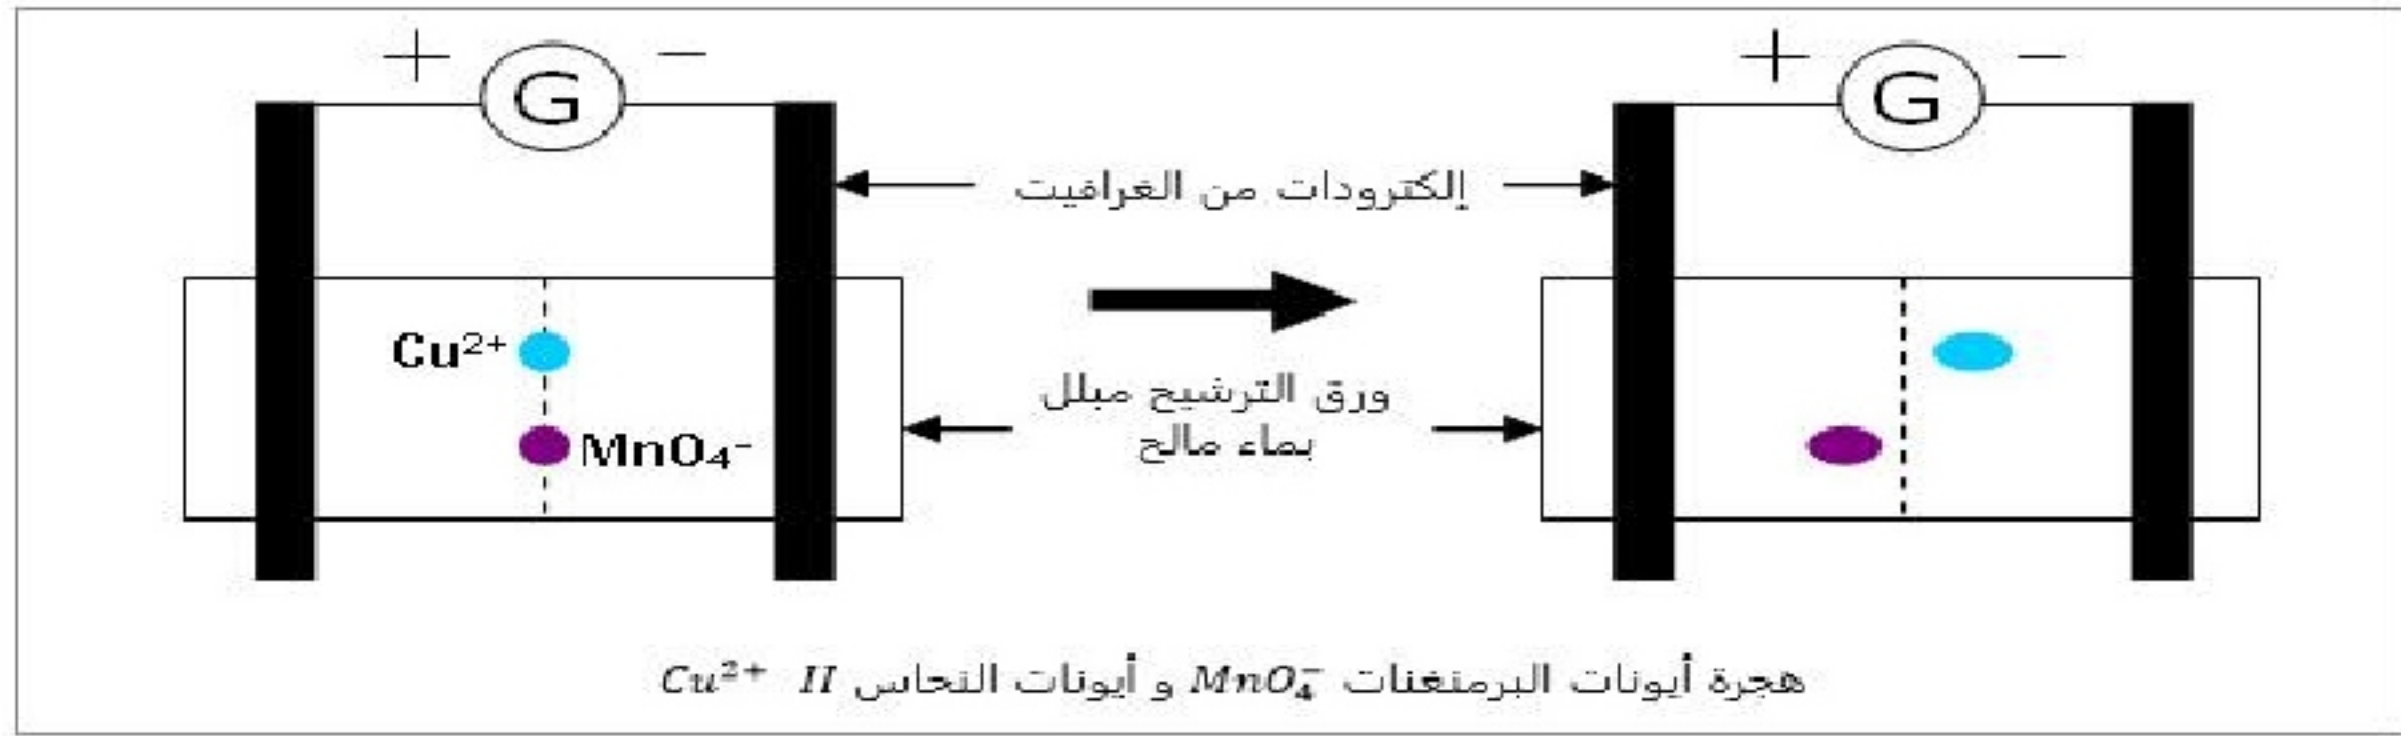 + G −
+ G −
إلكترودات من الغرافيت
Cu²⁺
MnO₄⁻
ورق الترشيح مبلل
بماء مالح
هجرة أيونات البرمنغنات MnO₄⁻ و أيونات النحاس Cu²⁺ II